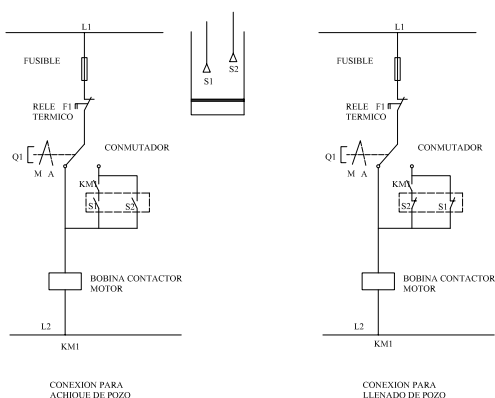 L1
FUSIBLE
RELE F1
TERMICO
CONMUTADOR
Q1
M A
KM1
S1 S2
BOBINA CONTACTOR
MOTOR
L2
KM1
CONEXION PARA
ACHIQUE DE POZO
S1
S2
L1
FUSIBLE
RELE F1
TERMICO
CONMUTADOR
Q1
M A
KM1
S2 S1
BOBINA CONTACTOR
MOTOR
L2
KM1
CONEXION PARA
LLENADO DE POZO